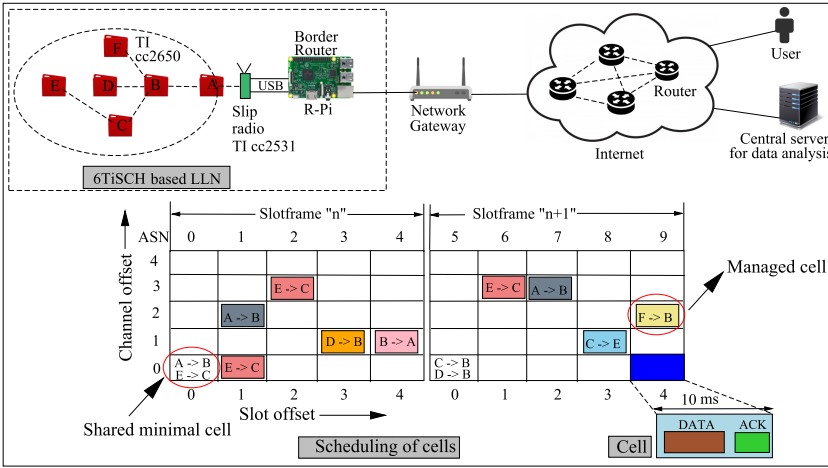 F
TI
cc2650
E
D
B
A
C
Border
Router
USB
R-Pi
Slip
radio
TI cc2531
6TiSCH based LLN
Network
Gateway
Router
Internet
User
Central server
for data analysis
Slotframe "n"
Slotframe "n+1"
ASN 0 1 2 3 4 5 6 7 8 9
Channel offset
4
3 E -> C E -> C A -> B
2 A -> B F -> B
1 D -> B B -> A C -> E
0 A -> B E -> C C -> B
E -> C D -> B
0 1 2 3 4 0 1 2 3 4
Slot offset
Managed cell
Shared minimal cell
10 ms
DATA ACK
Scheduling of cells
Cell